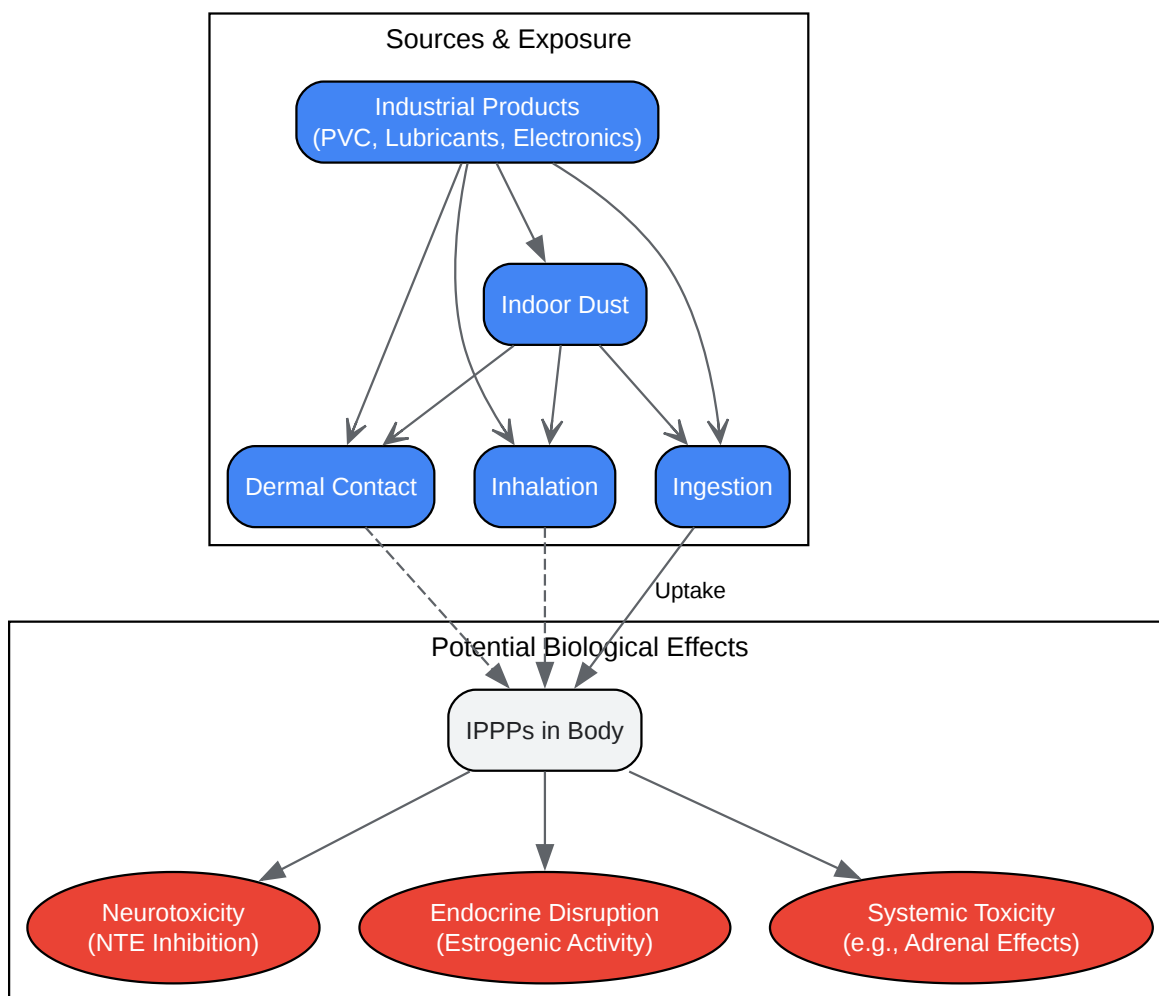 Sources & Exposure
Industrial Products
(PVC, Lubricants, Electronics)
Indoor Dust
Dermal Contact
Inhalation
Ingestion
Uptake
Potential Biological Effects
IPPPs in Body
Neurotoxicity
(NTE Inhibition)
Endocrine Disruption
(Estrogenic Activity)
Systemic Toxicity
(e.g., Adrenal Effects)